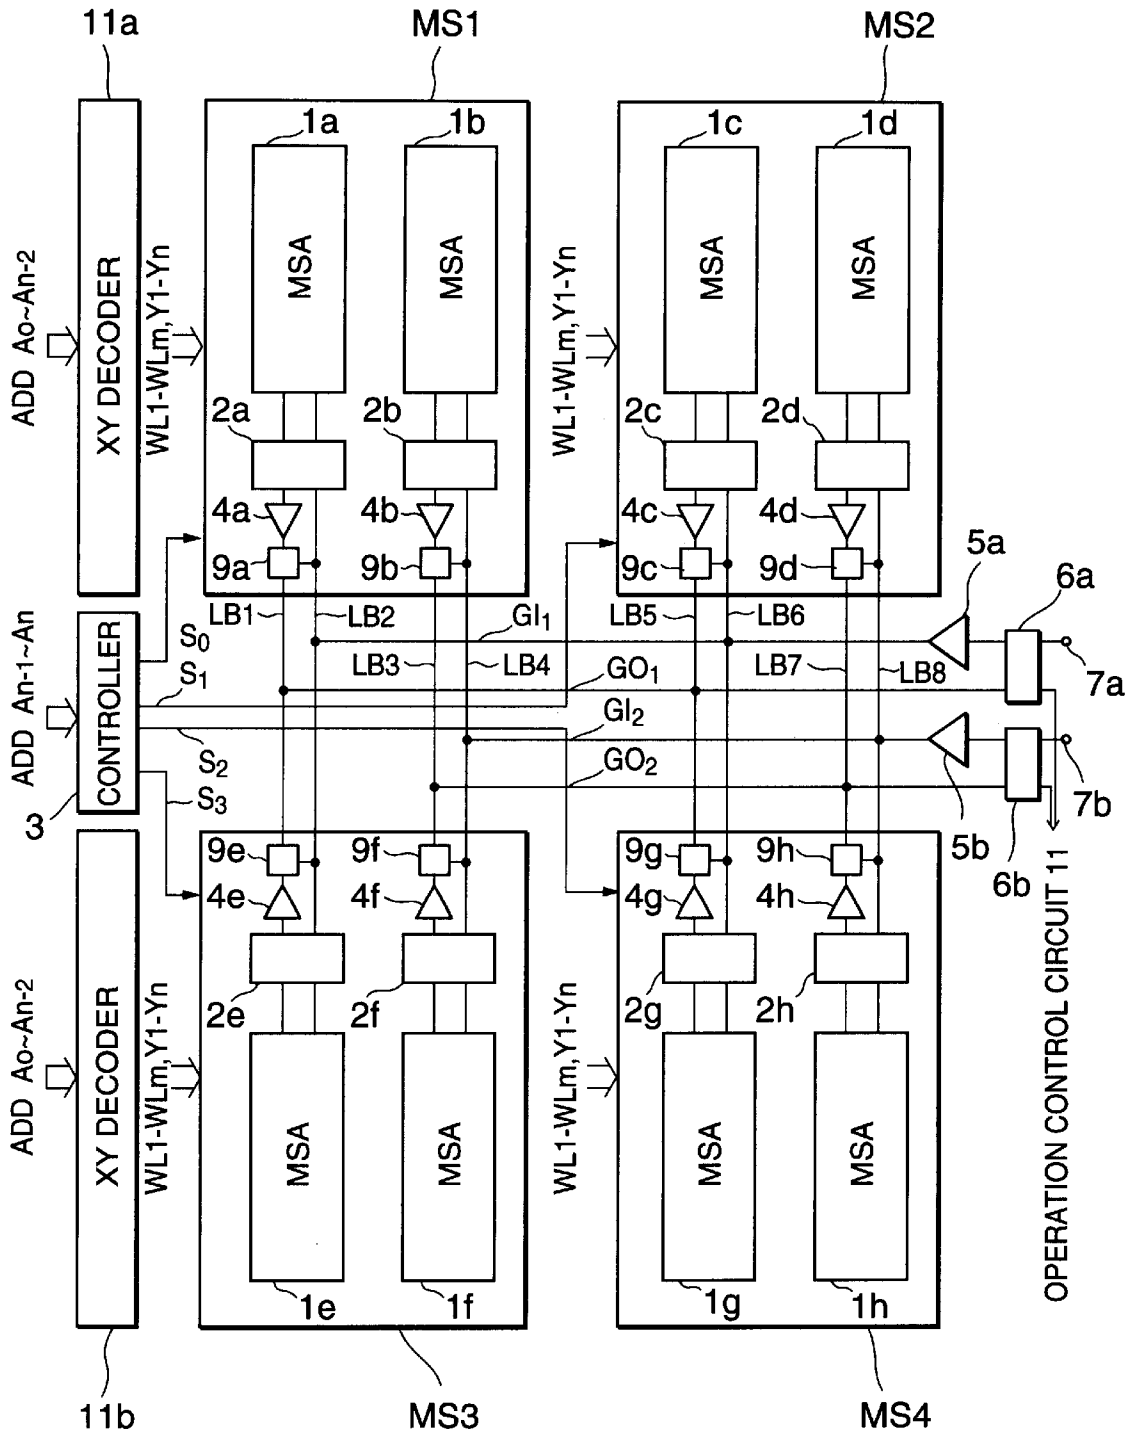 11a
MS1
MS2
1a
1b
1c
1d
ADD Ao~An-2
XY DECODER
WL1-WLm,Y1-Yn
MSA
MSA
WL1-WLm,Y1-Yn
MSA
MSA
2a
2b
2c
2d
4a
4b
4c
4d
9a
9b
9c
9d
5a
6a
LB1
LB2
GI1
LB5
LB6
ADD An-1~An
CONTROLLER
S0
LB3
LB4
GO1
LB7
LB8
7a
S1
GI2
S2
GO2
S3
3
7b
5b
6b
9e
9f
9g
9h
4e
4f
4g
4h
2e
2f
2g
2h
OPERATION CONTROL CIRCUIT 11
ADD Ao~An-2
XY DECODER
WL1-WLm,Y1-Yn
MSA
MSA
WL1-WLm,Y1-Yn
MSA
MSA
1e
1f
1g
1h
11b
MS3
MS4